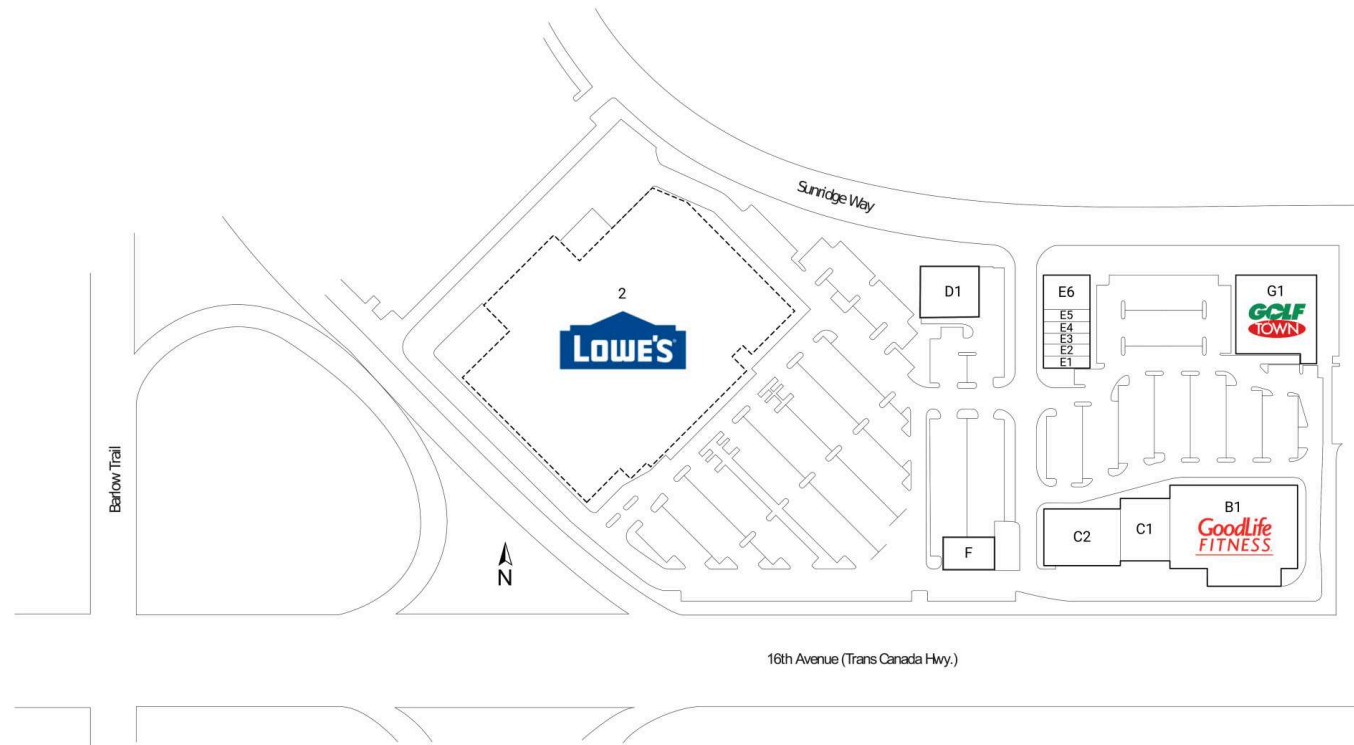 Sunridge Way
2
LOWE'S
D1
E6
E5
E4
E3
E2
E1
G1
GOLF
TOWN
Barlow Trail
B1
GoodLife
FITNESS
C2
C1
F
N
16th Avenue (Trans Canada Hwy.)